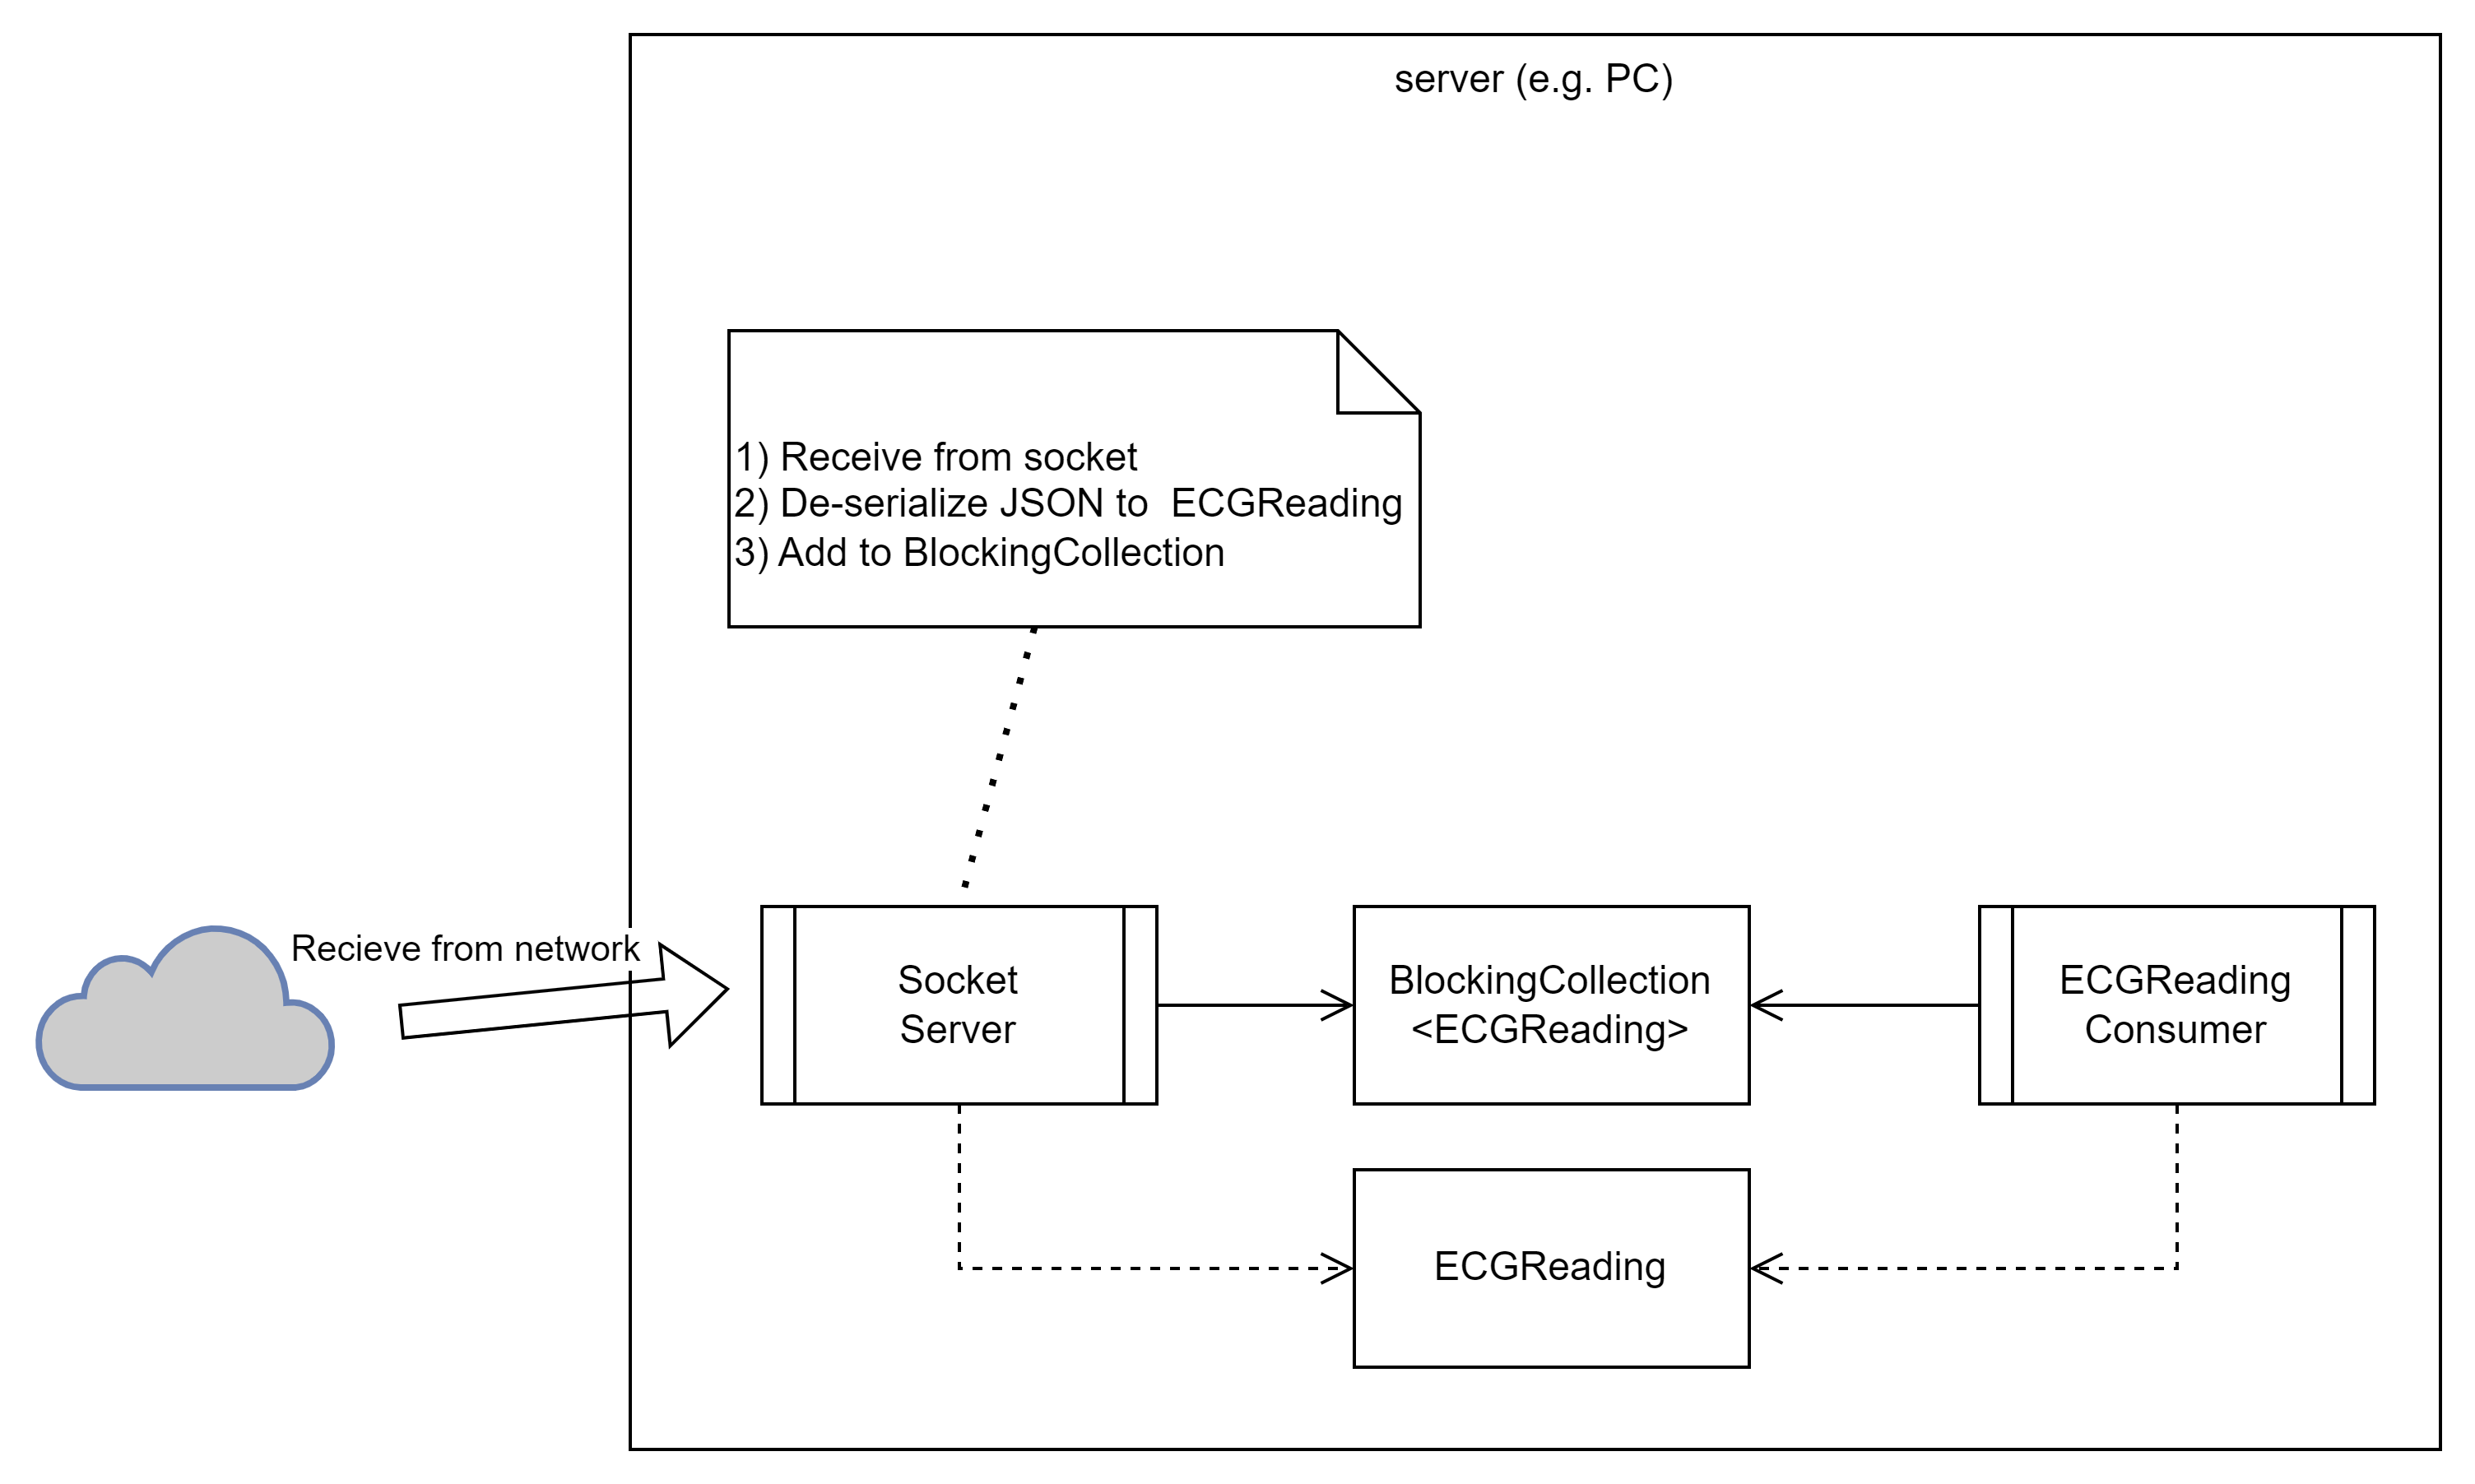 server (e.g. PC)
1) Receive from socket
2) De-serialize JSON to  ECGReading
3) Add to BlockingCollection
Recieve from network
Socket
Server
BlockingCollection
<ECGReading>
ECGReading
Consumer
ECGReading